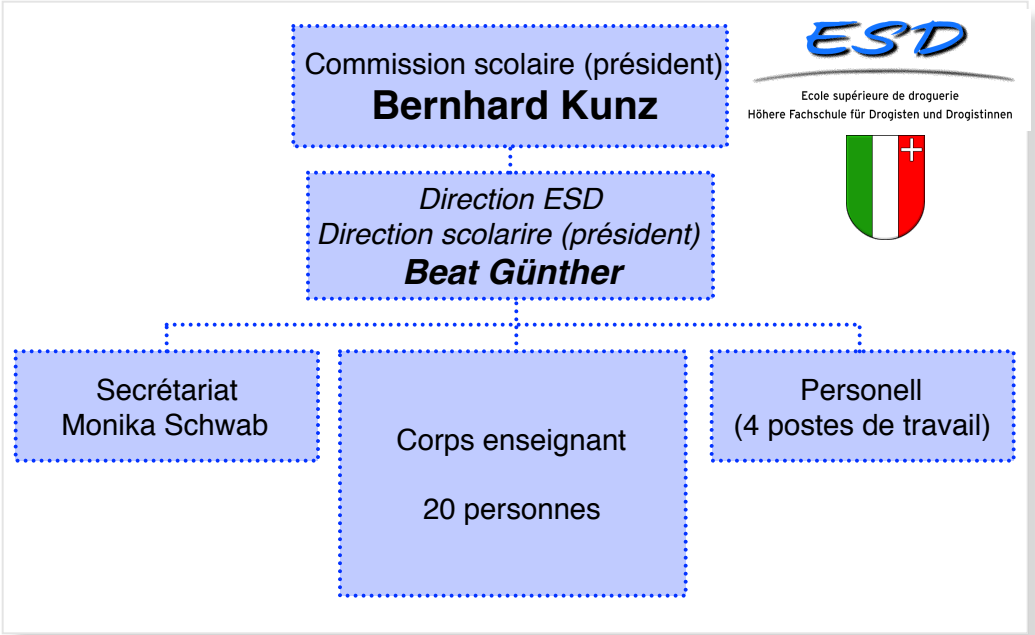 Commission scolaire (président)
Bernhard Kunz
ESD
Ecole supérieure de droguerie
Höhere Fachschule für Drogisten und Drogistinnen
Direction ESD
Direction scolarire (président)
Beat Günther
Secrétariat
Monika Schwab
Corps enseignant
20 personnes
Personell
(4 postes de travail)